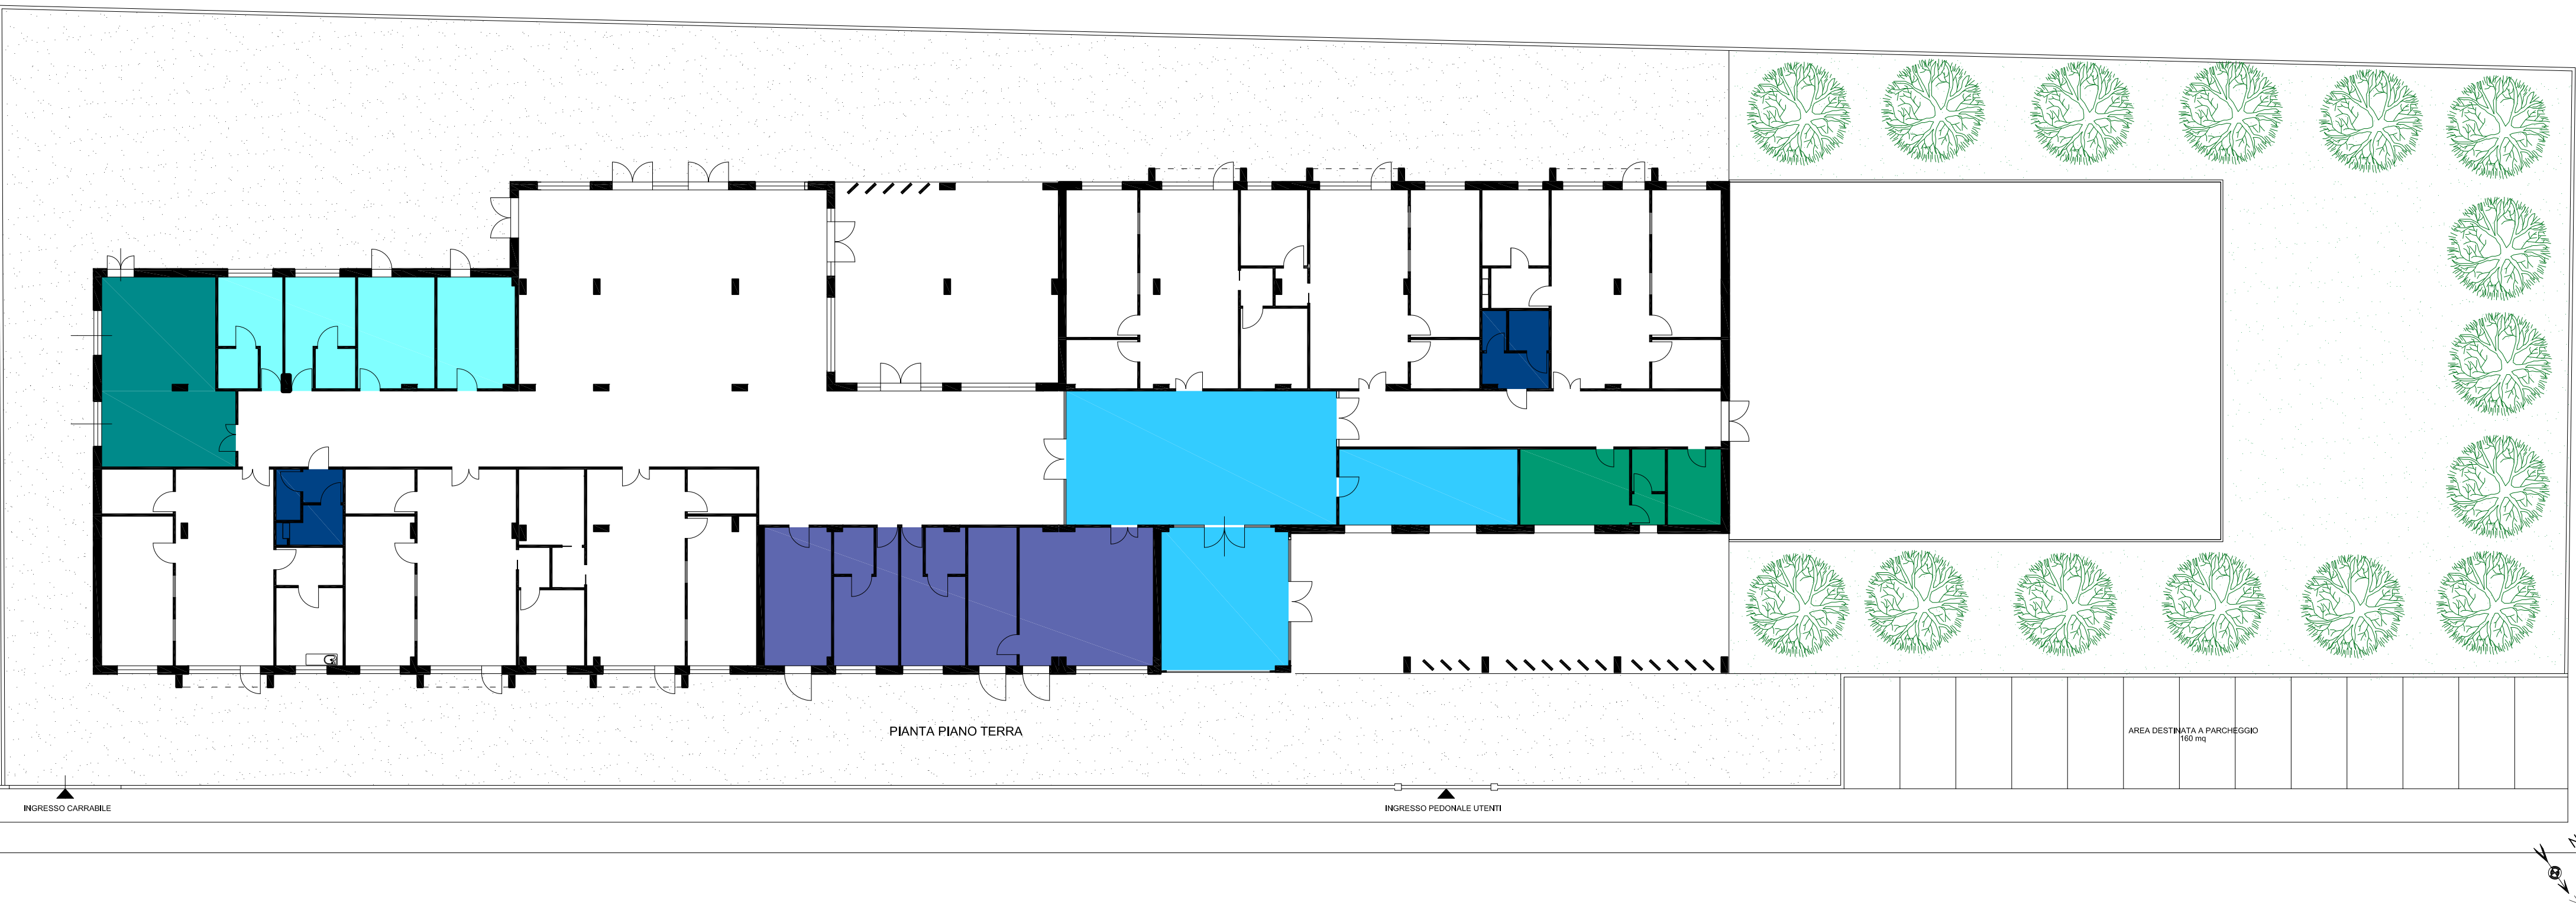 PIANTA PIANO TERRA
AREA DESTINATA A PARCHEGGIO
160 mq
INGRESSO CARRABILE
INGRESSO PEDONALE UTENTI
N